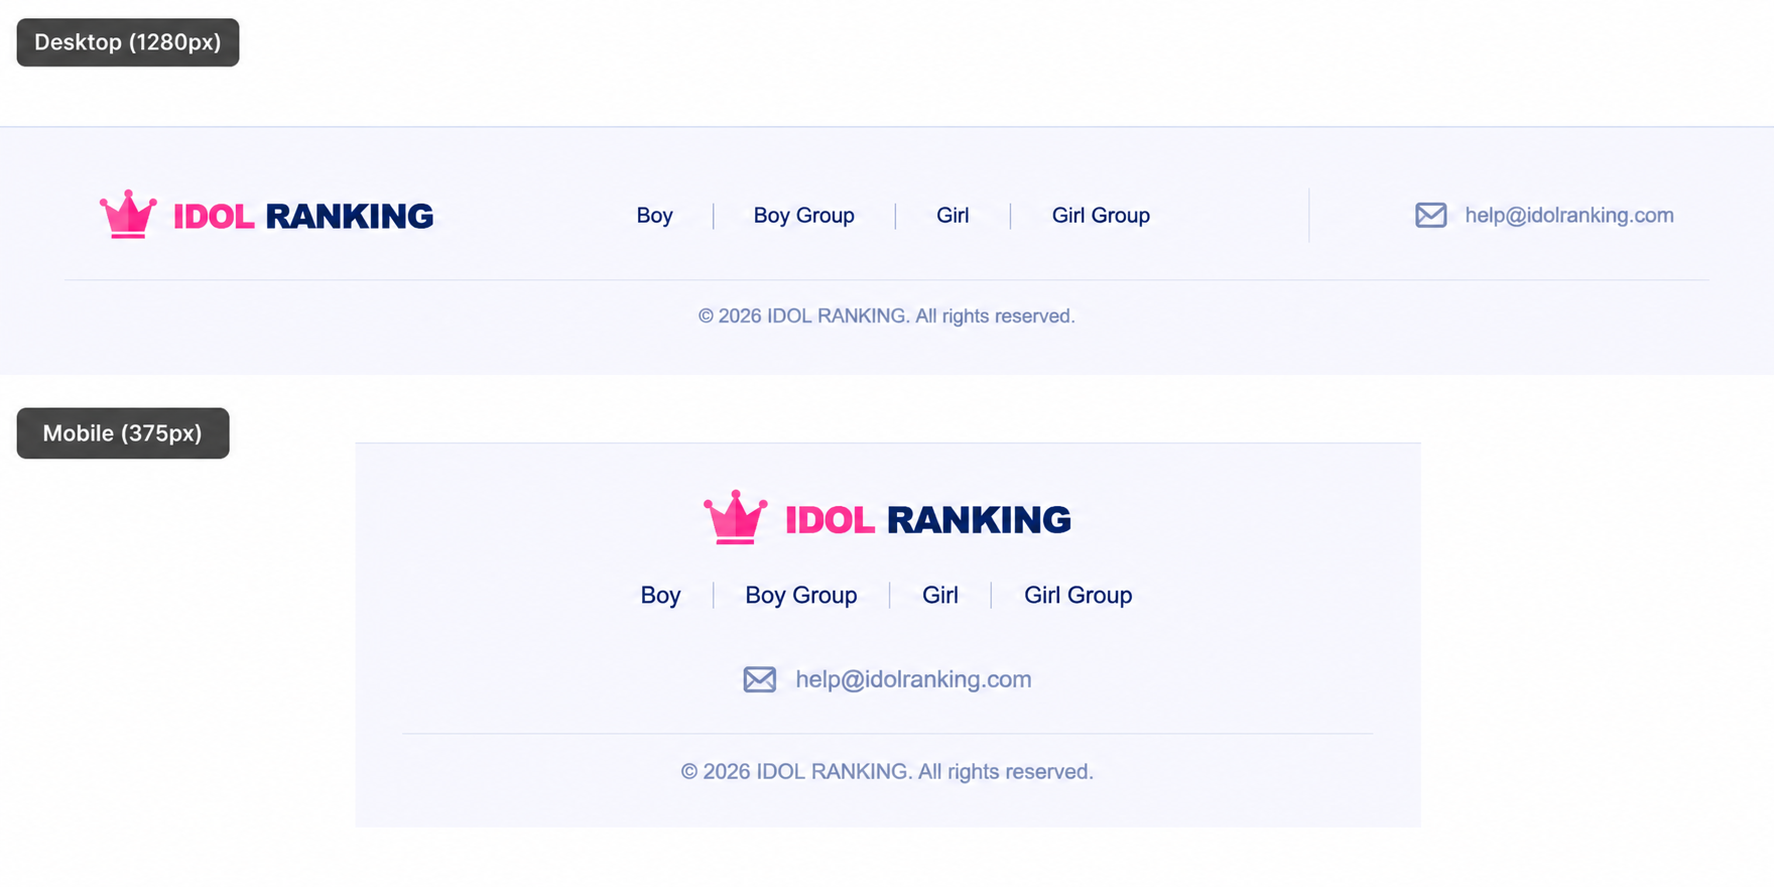 Desktop (1280px)
IDOL RANKING
Boy | Boy Group | Girl | Girl Group
help@idolranking.com
© 2026 IDOL RANKING. All rights reserved.
Mobile (375px)
IDOL RANKING
Boy | Boy Group | Girl | Girl Group
help@idolranking.com
© 2026 IDOL RANKING. All rights reserved.